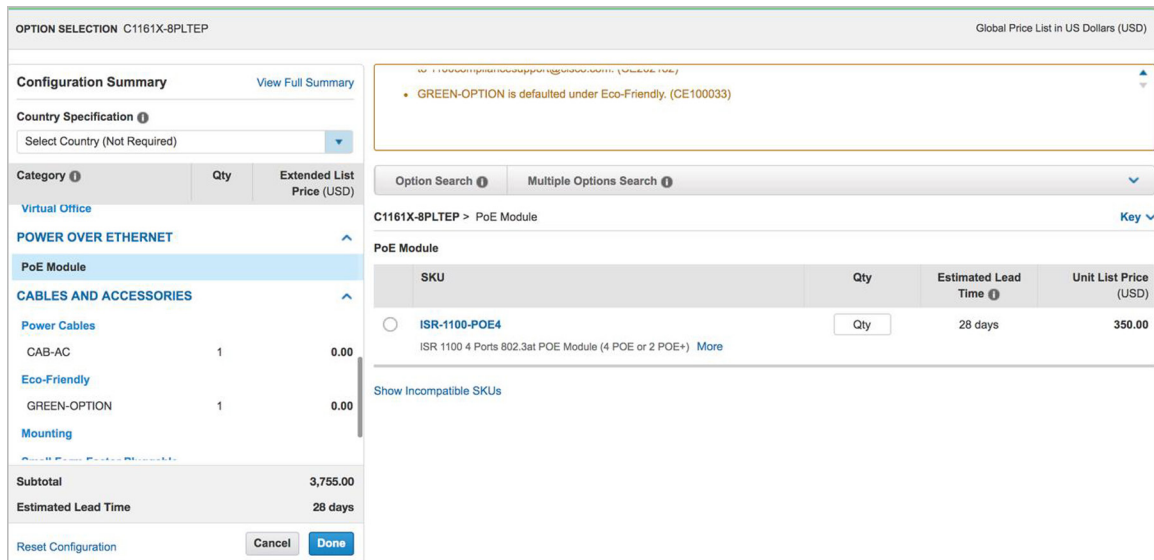 OPTION SELECTION C1161X-8PLTEP
Global Price List in US Dollars (USD)
Configuration Summary
View Full Summary
Country Specification
Select Country (Not Required)
Category Qty Extended List
Price (USD)
Virtual Office
POWER OVER ETHERNET
PoE Module
CABLES AND ACCESSORIES
Power Cables
CAB-AC 1 0.00
Eco-Friendly
GREEN-OPTION 1 0.00
Mounting
Subtotal 3,755.00
Estimated Lead Time 28 days
Reset Configuration
Cancel
Done
• GREEN-OPTION is defaulted under Eco-Friendly. (CE100033)
Option Search
Multiple Options Search
C1161X-8PLTEP > PoE Module
Key
PoE Module
SKU Qty Estimated Lead
Time Unit List Price
(USD)
ISR-1100-POE4 Qty 28 days 350.00
ISR 1100 4 Ports 802.3at POE Module (4 POE or 2 POE+) More
Show Incompatible SKUs